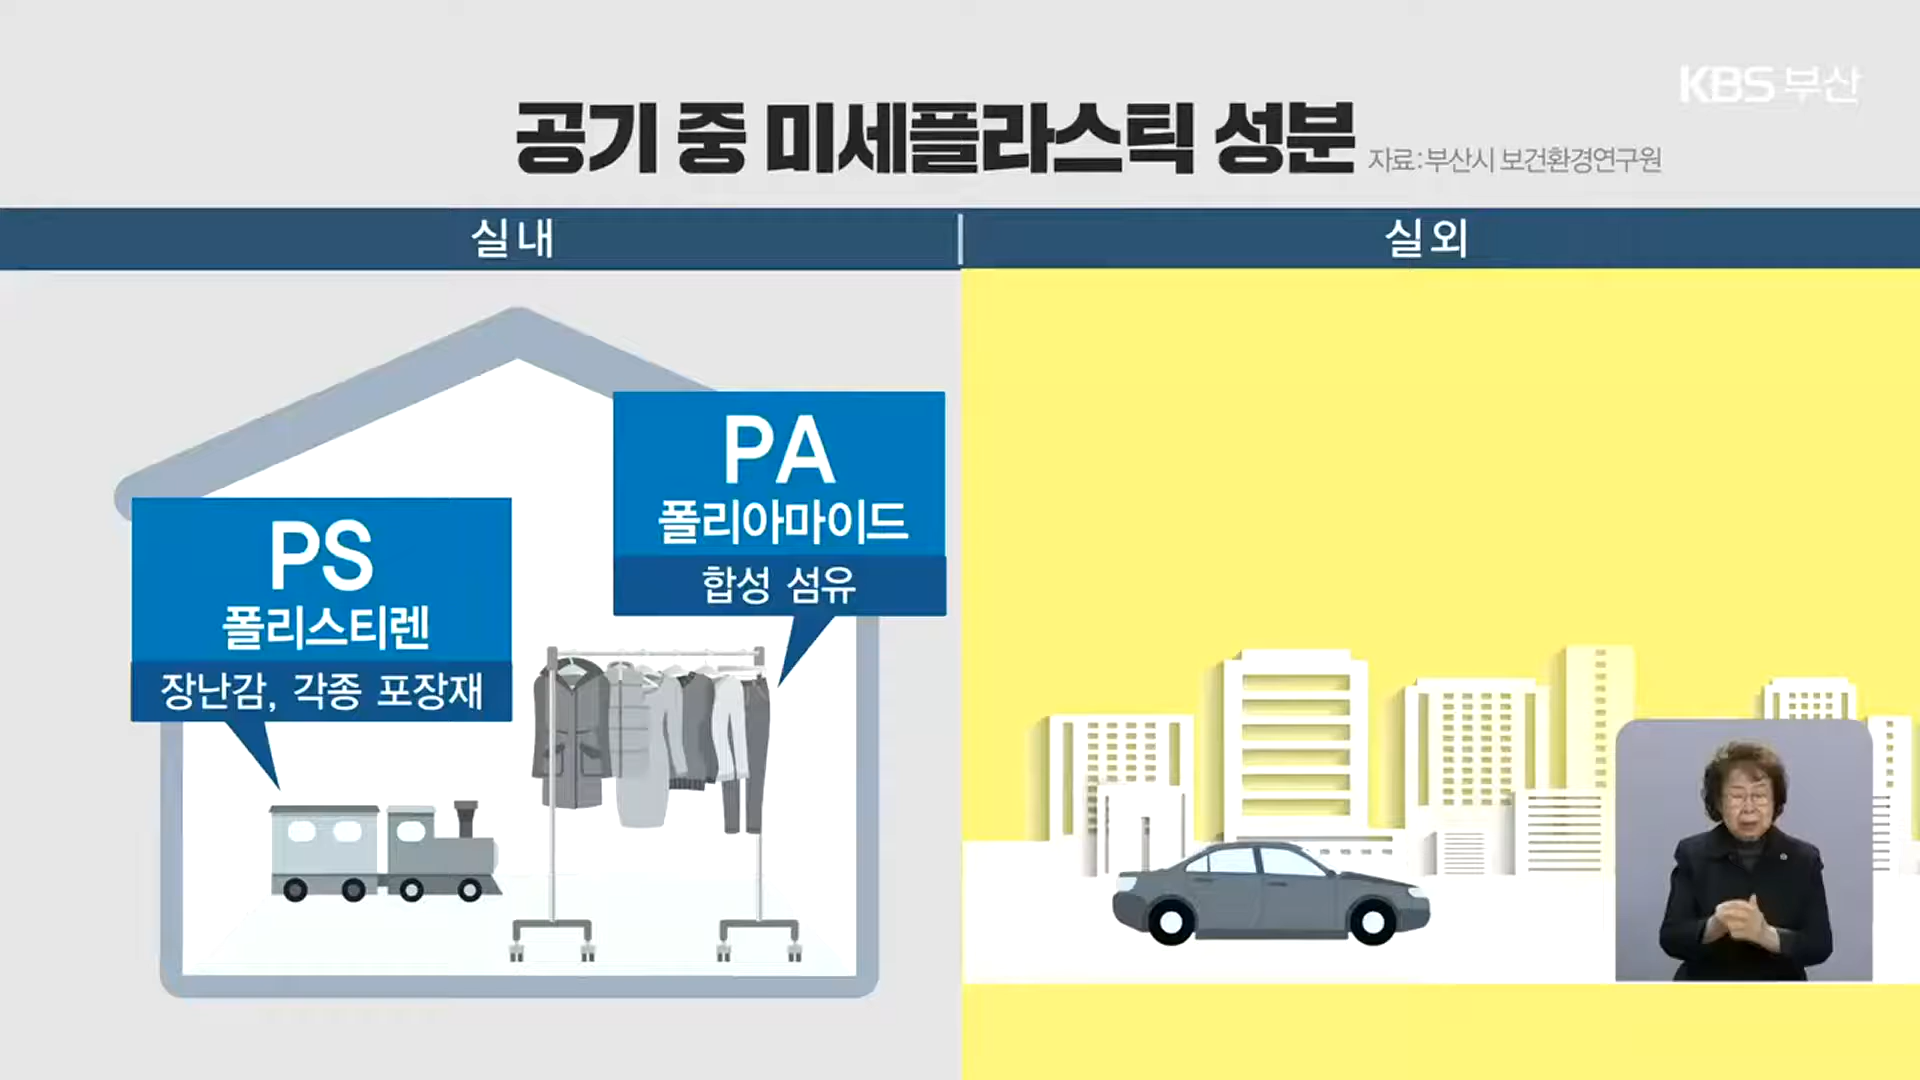 KBS 부산
공기 중 미세플라스틱 성분
자료:부산시 보건환경연구원
실내
실외
PA
폴리아마이드
합성 섬유
PS
폴리스티렌
장난감, 각종 포장재